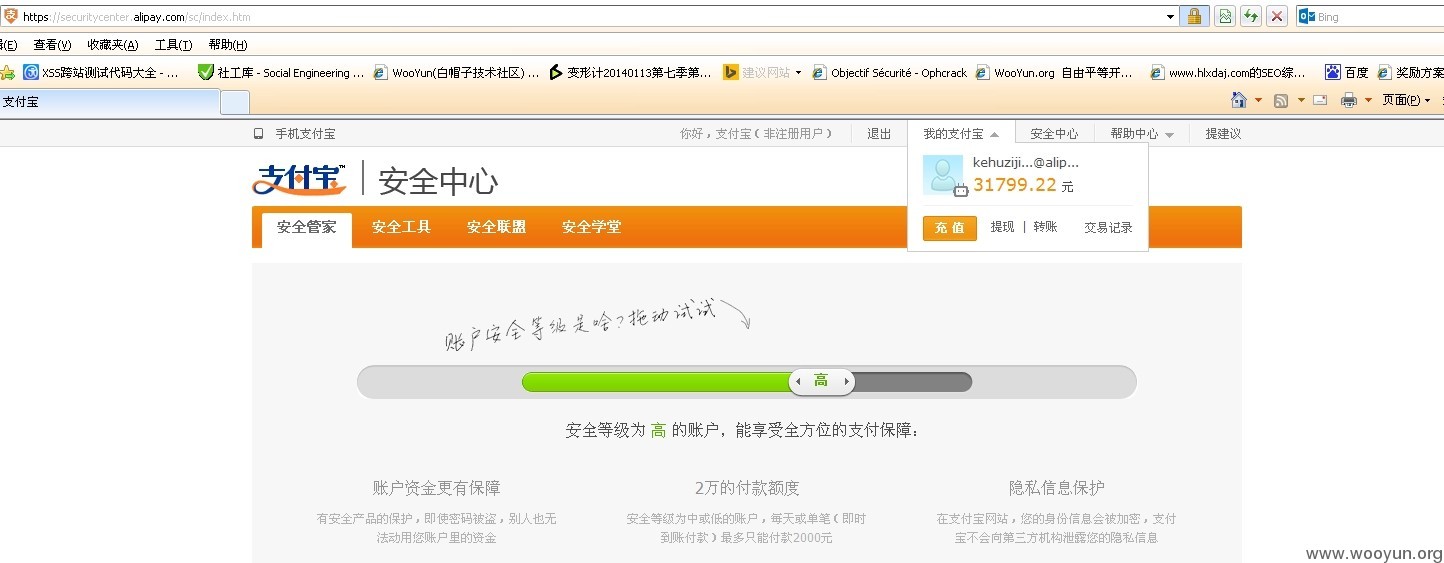 https://securitycenter.alipay.com/sc/index.htm
Bing
(E) 查看(V) 收藏夹(A) 工具(T) 帮助(H)
XSS跨站测试代码大全 - ... 社工库 - Social Engineering ... WooYun(白帽子技术社区) ... 变形计20140113第七季第... 建议网站 Objectif Sécurité - Ophcrack WooYun.org 自由平等开... www.hlxdaj.com的SEO综... 百度 奖励方案
支付宝
页面(P)
手机支付宝 你好，支付宝（非注册用户） 退出 我的支付宝 安全中心 帮助中心 提建议
kehuziji...@alip...
31799.22 元
充 值 提现 | 转账 交易记录
支付宝™ 安全中心
安全管家 安全工具 安全联盟 安全学堂
账户安全等级是啥?拖动试试
高
安全等级为 高 的账户，能享受全方位的支付保障：
账户资金更有保障 2万的付款额度 隐私信息保护
有安全产品的保护，即使密码被盗，别人也无 安全等级为中或低的账户，每天或单笔（即时 在支付宝网站，您的身份信息会被加密，支付
法动用您账户里的资金 到账付款）最多只能付款2000元 宝不会向第三方机构泄露您的隐私信息
www.wooyun.org